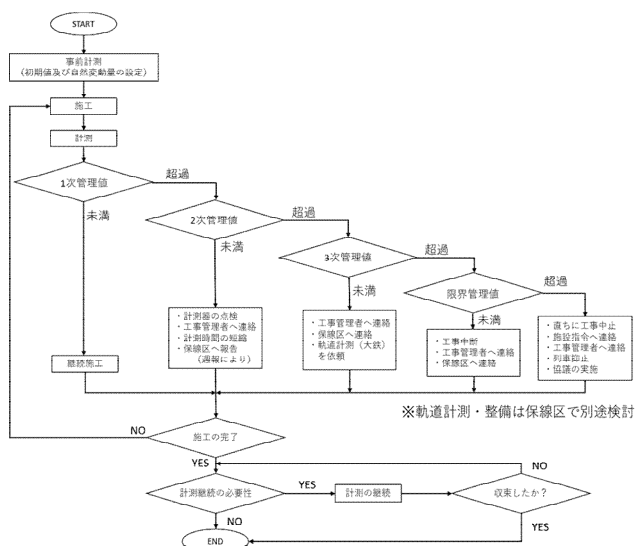 START
事前計測
(初期値及び自然変動量の設定)
施工
計測
1次管理値
超過
未満
2次管理値
超過
未満
3次管理値
超過
未満
限界管理値
超過
未満
継続施工
・計測器の点検
・工事管理者へ連絡
・計測時間の短縮
・保線区へ報告
(週報により)
・工事管理者へ連絡
・保線区へ連絡
・軌道計測(大鉄)
を依頼
・工事中断
・工事管理者へ連絡
・保線区へ連絡
・直ちに工事中止
・施設指令へ連絡
・工事管理者へ連絡
・列車抑止
・協議の実施
※軌道計測・整備は保線区で別途検討
NO
施工の完了
YES
NO
計測継続の必要性
YES
計測の継続
収束したか?
NO
YES
END